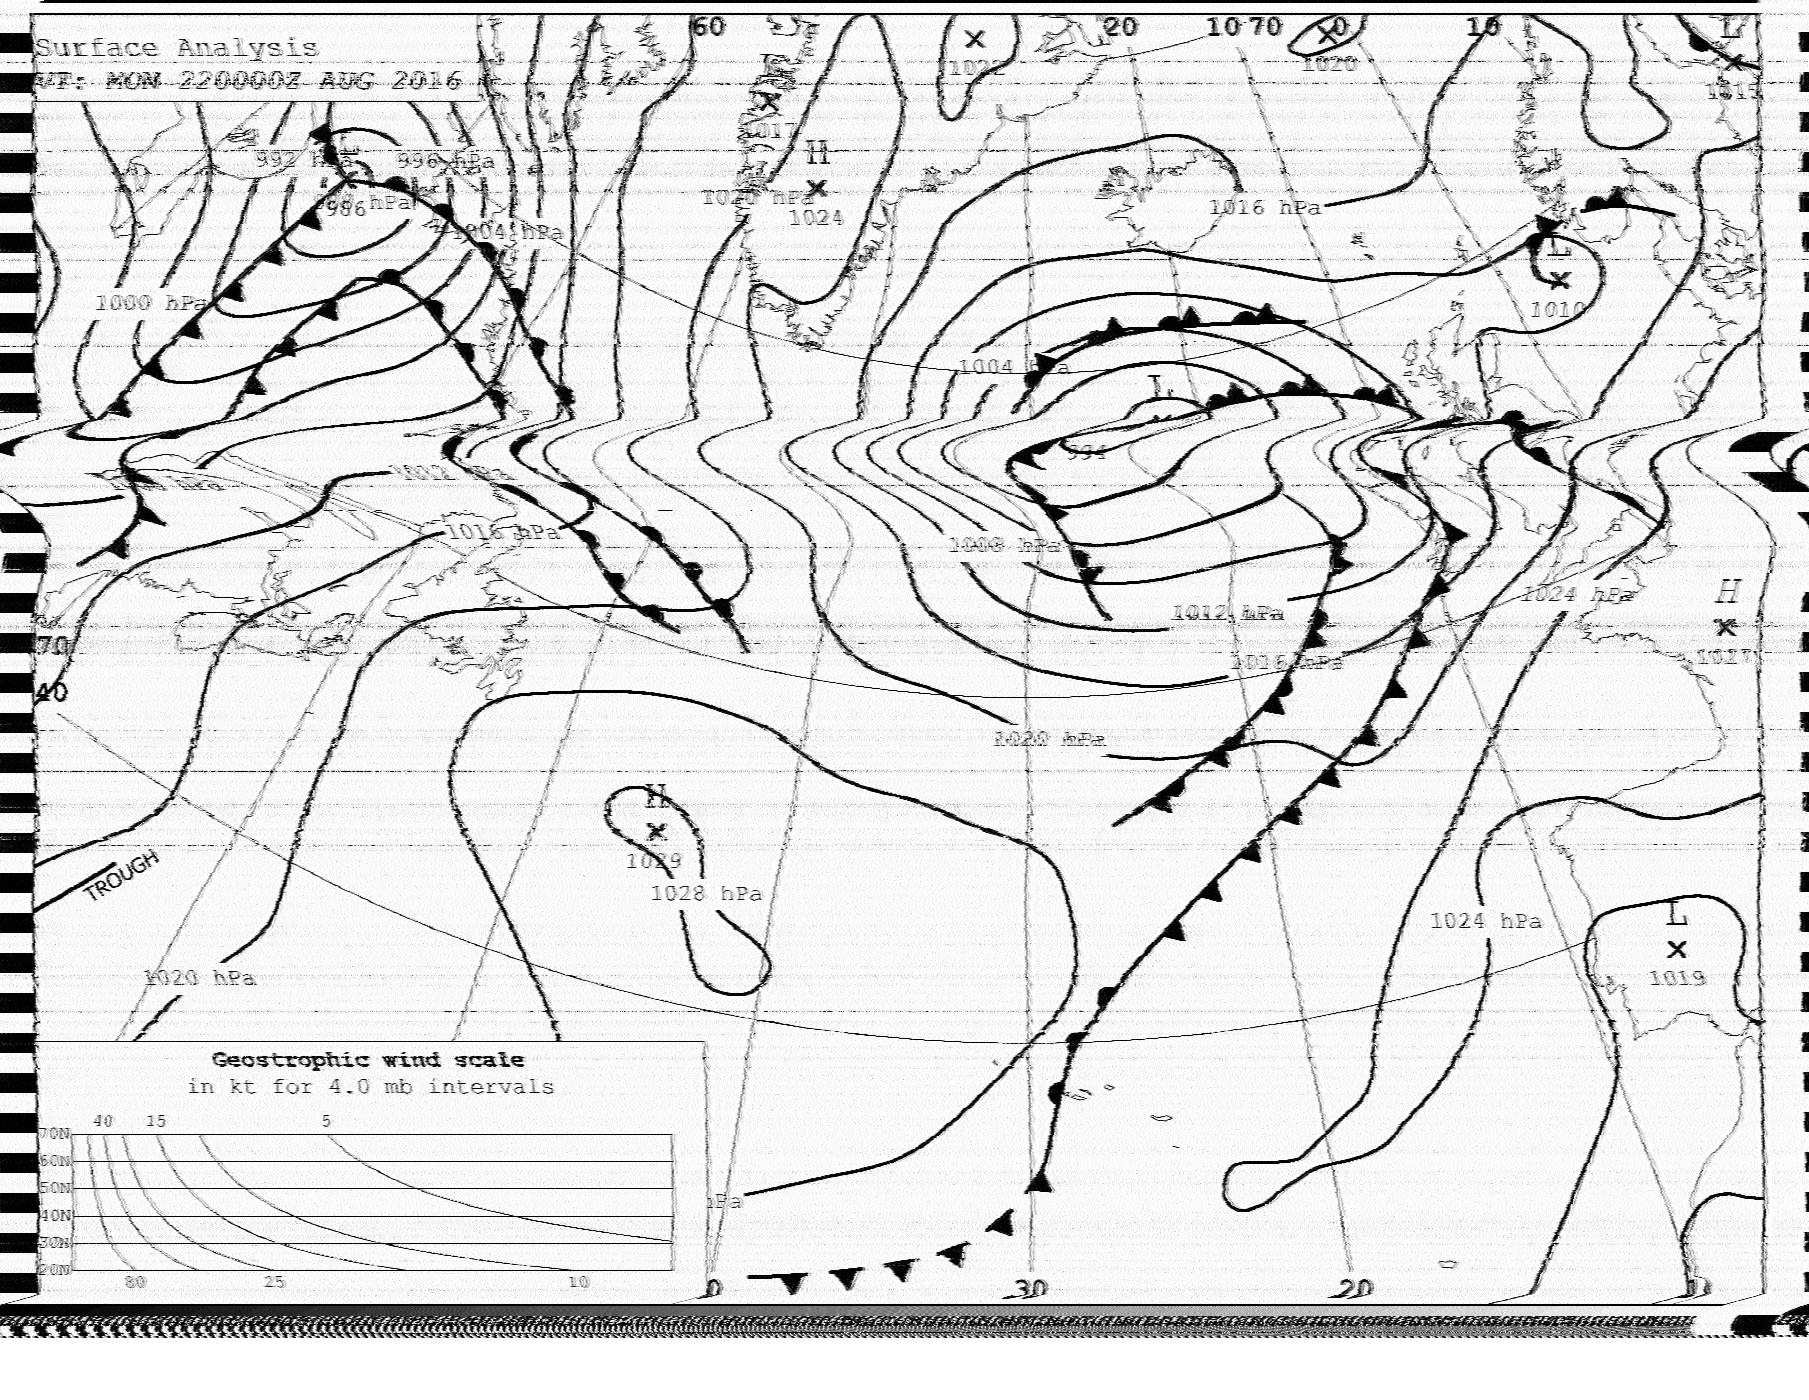 60
20
10 70
0
10
L
Surface Analysis
VT: MON 220000Z AUG 2016
1020
1015
1017
H
992 hPa
996 hPa
L
986
1020 hPa
1024
1016 hPa
1004 hPa
L
1000 hPa
1010
1004 hPa
L
994
1012 hPa
1016 hPa
1008 hPa
1024 hPa
H
1012 hPa
1016 hPa
1027
70
40
1020 hPa
H
1029
TROUGH
1028 hPa
1024 hPa
L
1019
1020 hPa
Geostrophic wind scale
in kt for 4.0 mb intervals
40 15 5
70N
60N
50N
40N
30N
20N
80 25 10
hPa
0
30
20